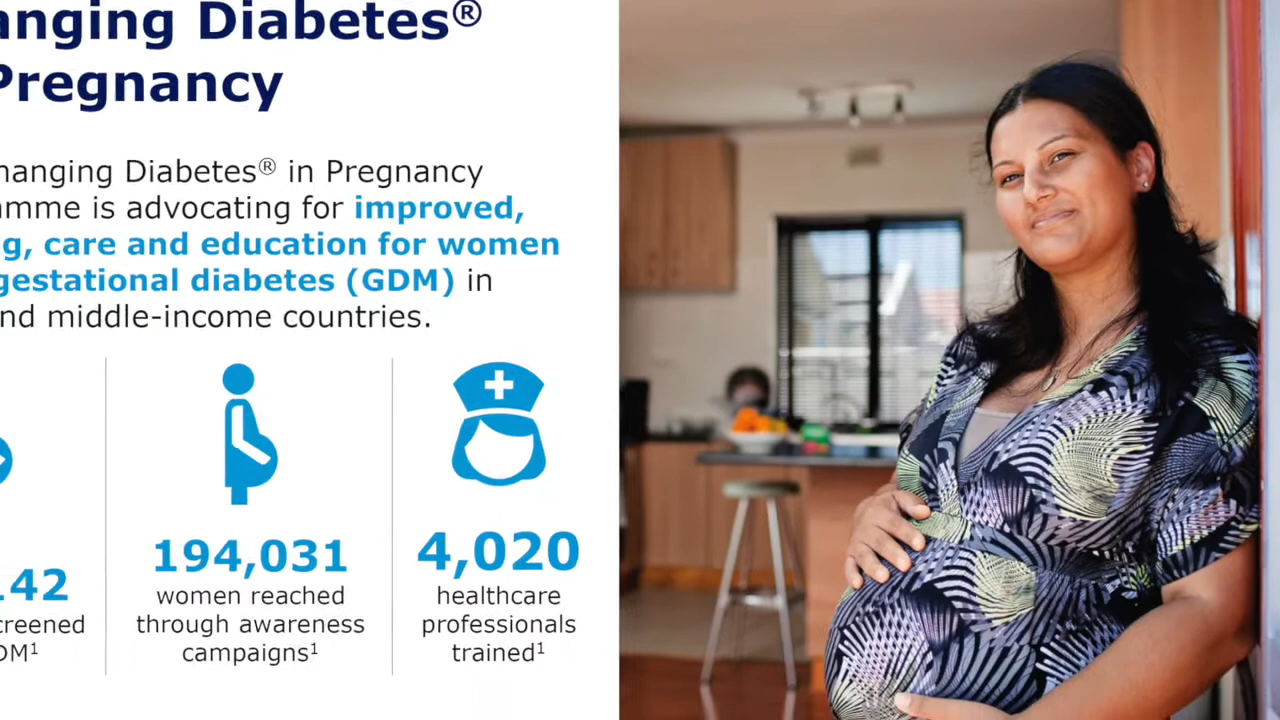 anging Diabetes®
Pregnancy
hanging Diabetes® in Pregnancy
amme is advocating for improved,
g, care and education for women
gestational diabetes (GDM) in
nd middle-income countries.
142
194,031
4,020
creened
women reached
healthcare
through awareness
professionals
DM¹
campaigns¹
trained¹